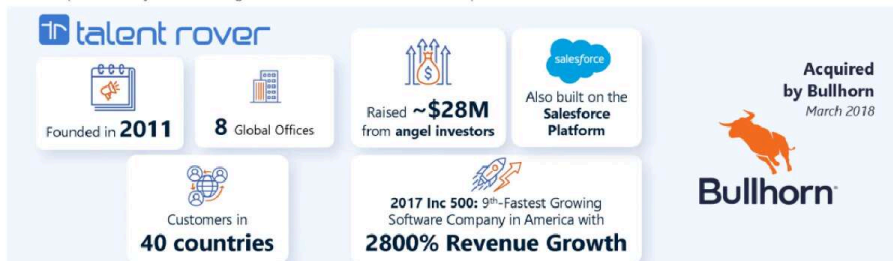 talent rover
Founded in 2011
8 Global Offices
Raised ~$28M
from angel investors
salesforce
Also built on the
Salesforce
Platform
Acquired
by Bullhorn
March 2018
Bullhorn
Customers in
40 countries
2017 Inc 500: 9th-Fastest Growing
Software Company in America with
2800% Revenue Growth